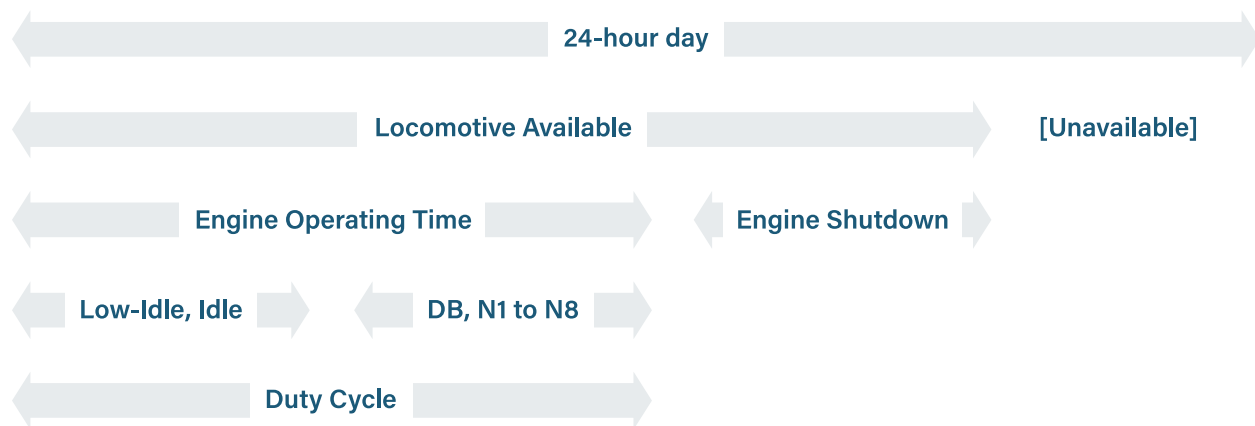 24-hour day
Locomotive Available
[Unavailable]
Engine Operating Time
Engine Shutdown
Low-Idle, Idle
DB, N1 to N8
Duty Cycle